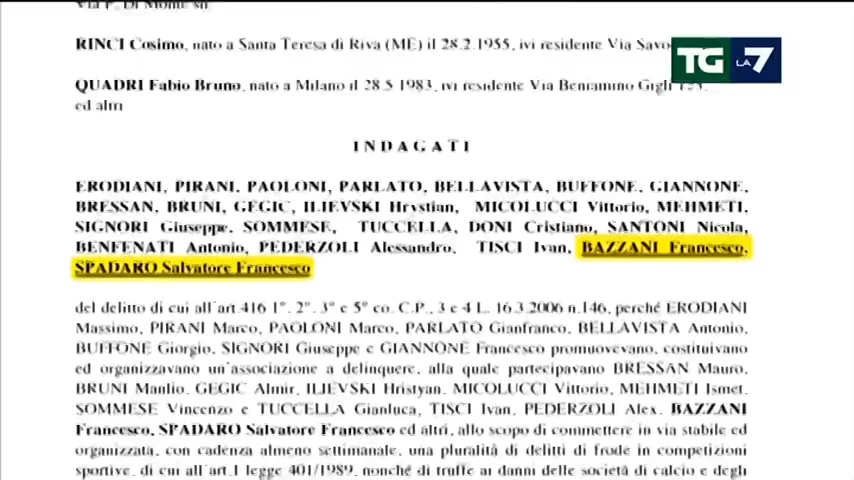 RINCI Cosimo, nato a Santa Teresa di Riva (ME) il 28.2.1955, ivi residente Via
TG LA7
QUADRI Fabio Bruno, nato a Milano il 28.5 1983, ivi residente Via Beniamino Gigli
ed altri
INDAGATI
ERODIANI, PIRANI, PAOLONI, PARLATO, BELLAVISTA, BUFFONE, GIANNONE,
BRESSAN, BRUNI, GEGIC, ILIEVSKI Hrystian, MICOLUCCI Vittorio, MEHMETI,
SIGNORI Giuseppe, SOMMESE, TUCCELLA, DONI Cristiano, SANTONI Nicola,
BENFENATI Antonio, PEDERZOLI Alessandro, TISCI Ivan, BAZZANI Francesco,
SPADARO Salvatore Francesco
del delitto di cui all'art.416 1°, 2°, 3° e 5° co. C.P., 3 e 4 L. 16.3.2006 n.146, perché ERODIANI
Massimo, PIRANI Marco, PAOLONI Marco, PARLATO Gianfranco, BELLAVISTA Antonio,
BUFFONE Giorgio, SIGNORI Giuseppe e GIANNONE Francesco promuovevano, costituivano
ed organizzavano un'associazione a delinquere, alla quale partecipavano BRESSAN Mauro,
BRUNI Manlio, GEGIC Almir, ILIEVSKI Hristyan, MICOLUCCI Vittorio, MEHMETI Ismet,
SOMMESE Vincenzo e TUCCELLA Gianluca, TISCI Ivan, PEDERZOLI Alex, BAZZANI
Francesco, SPADARO Salvatore Francesco ed altri, allo scopo di commettere in via stabile ed
organizzata, con cadenza almeno settimanale, una pluralità di delitti di frode in competizioni
sportive, di cui all'art.1 legge 401/1989, nonché di truffe ai danni delle società di calcio e degli